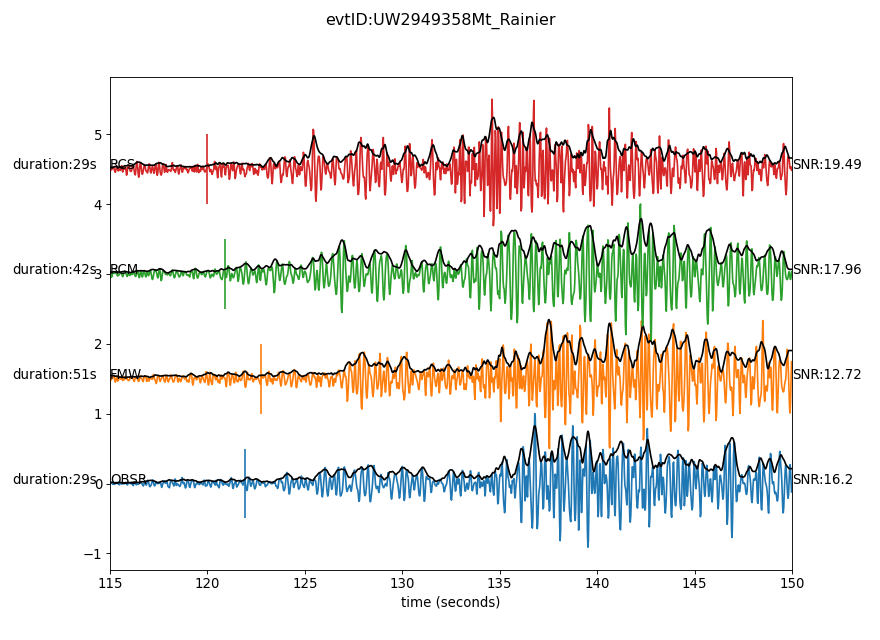 evtID:UW2949358Mt_Rainier
5
duration:29s RCS SNR:19.49
4
duration:42s RCM SNR:17.96
3
2
duration:51s FMW SNR:12.72
1
duration:29s OBSR SNR:16.2
0
−1
115 120 125 130 135 140 145 150
time (seconds)